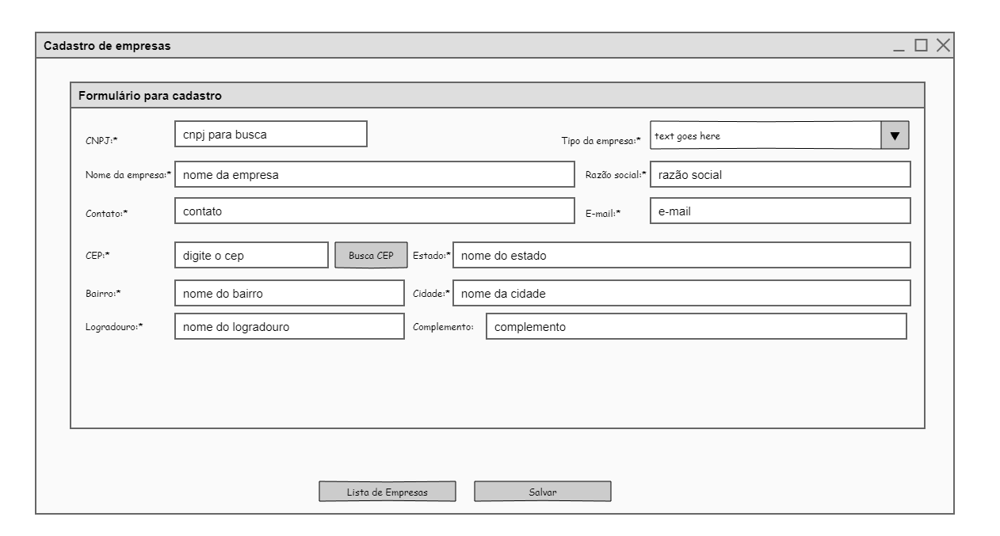 Cadastro de empresas
Formulário para cadastro
CNPJ:* cnpj para busca Tipo da empresa:* text goes here
Nome da empresa:* nome da empresa Razão social:* razão social
Contato:* contato E-mail:* e-mail
CEP:* digite o cep Busca CEP Estado:* nome do estado
Bairro:* nome do bairro Cidade:* nome da cidade
Logradouro:* nome do logradouro Complemento: complemento
Lista de Empresas Salvar